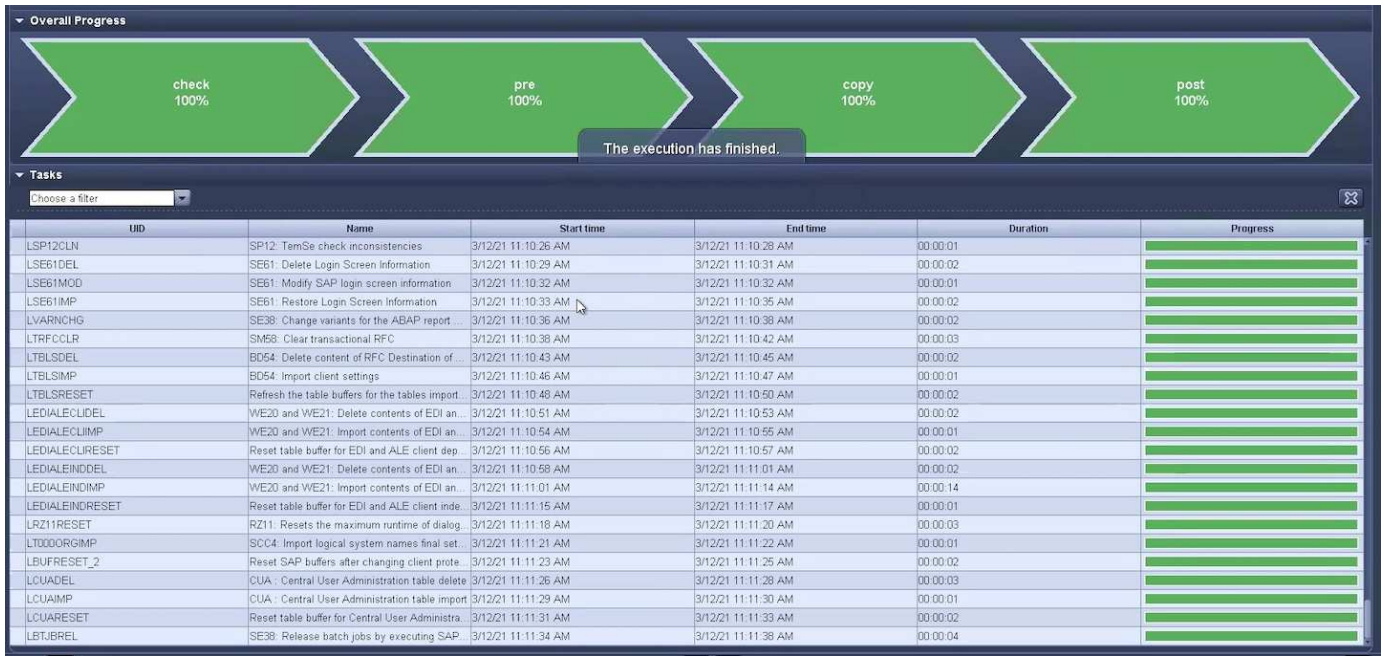 Overall Progress
check
100%
pre
100%
copy
100%
post
100%
The execution has finished.
Tasks
Choose a filter
UID Name Start time End time Duration Progress
LSP12CLN SP12: TemSe check inconsistencies 3/12/21 11:10:26 AM 3/12/21 11:10:28 AM 00:00:01
LSE61DEL SE61: Delete Login Screen Information 3/12/21 11:10:29 AM 3/12/21 11:10:31 AM 00:00:02
LSE61MOD SE61: Modify SAP login screen information 3/12/21 11:10:32 AM 3/12/21 11:10:32 AM 00:00:01
LSE61IMP SE61: Restore Login Screen Information 3/12/21 11:10:33 AM 3/12/21 11:10:35 AM 00:00:02
LVARNCHG SE38: Change variants for the ABAP report ... 3/12/21 11:10:36 AM 3/12/21 11:10:38 AM 00:00:02
LTRFCCLR SM58: Clear transactional RFC 3/12/21 11:10:38 AM 3/12/21 11:10:42 AM 00:00:03
LTBLSDEL BD54: Delete content of RFC Destination of ... 3/12/21 11:10:43 AM 3/12/21 11:10:45 AM 00:00:02
LTBLSIMP BD54: Import client settings 3/12/21 11:10:46 AM 3/12/21 11:10:47 AM 00:00:01
LTBLSRESET Refresh the table buffers for the tables import... 3/12/21 11:10:48 AM 3/12/21 11:10:50 AM 00:00:02
LEDIALECLIDEL WE20 and WE21: Delete contents of EDI an... 3/12/21 11:10:51 AM 3/12/21 11:10:53 AM 00:00:02
LEDIALECLIIMP WE20 and WE21: Import contents of EDI an... 3/12/21 11:10:54 AM 3/12/21 11:10:55 AM 00:00:01
LEDIALECLIRESET Reset table buffer for EDI and ALE client dep... 3/12/21 11:10:56 AM 3/12/21 11:10:57 AM 00:00:02
LEDIALEINDDEL WE20 and WE21: Delete contents of EDI an... 3/12/21 11:10:58 AM 3/12/21 11:11:01 AM 00:00:02
LEDIALEINDIMP WE20 and WE21: Import contents of EDI an... 3/12/21 11:11:01 AM 3/12/21 11:11:14 AM 00:00:14
LEDIALEINDRESET Reset table buffer for EDI and ALE client inde... 3/12/21 11:11:15 AM 3/12/21 11:11:17 AM 00:00:01
LRZ11RESET RZ11: Resets the maximum runtime of dialog... 3/12/21 11:11:18 AM 3/12/21 11:11:20 AM 00:00:03
LT000ORGIMP SCC4: Import logical system names final set... 3/12/21 11:11:21 AM 3/12/21 11:11:22 AM 00:00:01
LBUFRESET_2 Reset SAP buffers after changing client prote... 3/12/21 11:11:23 AM 3/12/21 11:11:25 AM 00:00:02
LCUADEL CUA : Central User Administration table delete 3/12/21 11:11:26 AM 3/12/21 11:11:28 AM 00:00:03
LCUAIMP CUA : Central User Administration table import 3/12/21 11:11:29 AM 3/12/21 11:11:30 AM 00:00:01
LCUARESET Reset table buffer for Central User Administra... 3/12/21 11:11:31 AM 3/12/21 11:11:33 AM 00:00:02
LBTJBREL SE38: Release batch jobs by executing SAP... 3/12/21 11:11:34 AM 3/12/21 11:11:38 AM 00:00:04